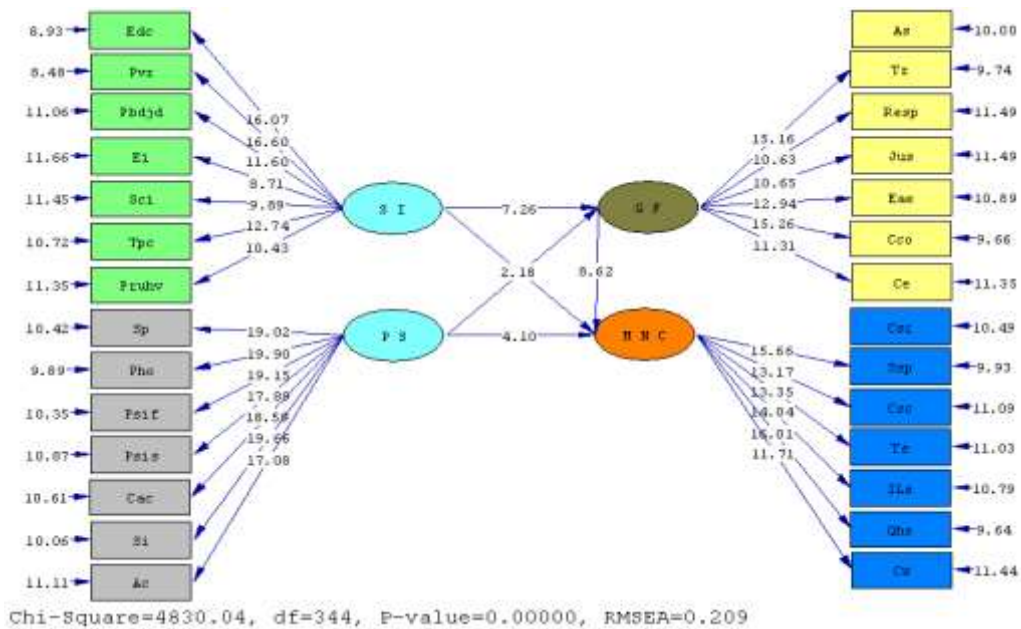 8.93 Edc
8.48 Pvz
11.06 Pbdjd
11.66 Ei
11.45 Sci
10.72 Tpc
11.35 Pruhv
10.42 Sp
9.89 Pho
10.35 Psif
10.87 Psis
10.61 Cac
10.06 Si
11.11 Ac
16.07
16.60
11.60
8.71
9.89
12.74
10.43
19.02
19.90
19.15
17.89
18.58
19.66
17.08
S I
P S
7.26
2.18
8.62
4.10
G F
M N C
15.16
10.63
10.65
12.94
15.26
11.31
15.66
13.17
13.35
14.04
16.01
11.71
As 10.00
Tr 9.74
Resp 11.49
Jus 11.49
Eas 10.89
Cco 9.66
Ce 11.35
Csr 10.49
Ssp 9.93
Csc 11.09
Te 11.03
ILs 10.79
Qhs 9.64
Cs 11.44
Chi-Square=4830.04, df=344, P-value=0.00000, RMSEA=0.209